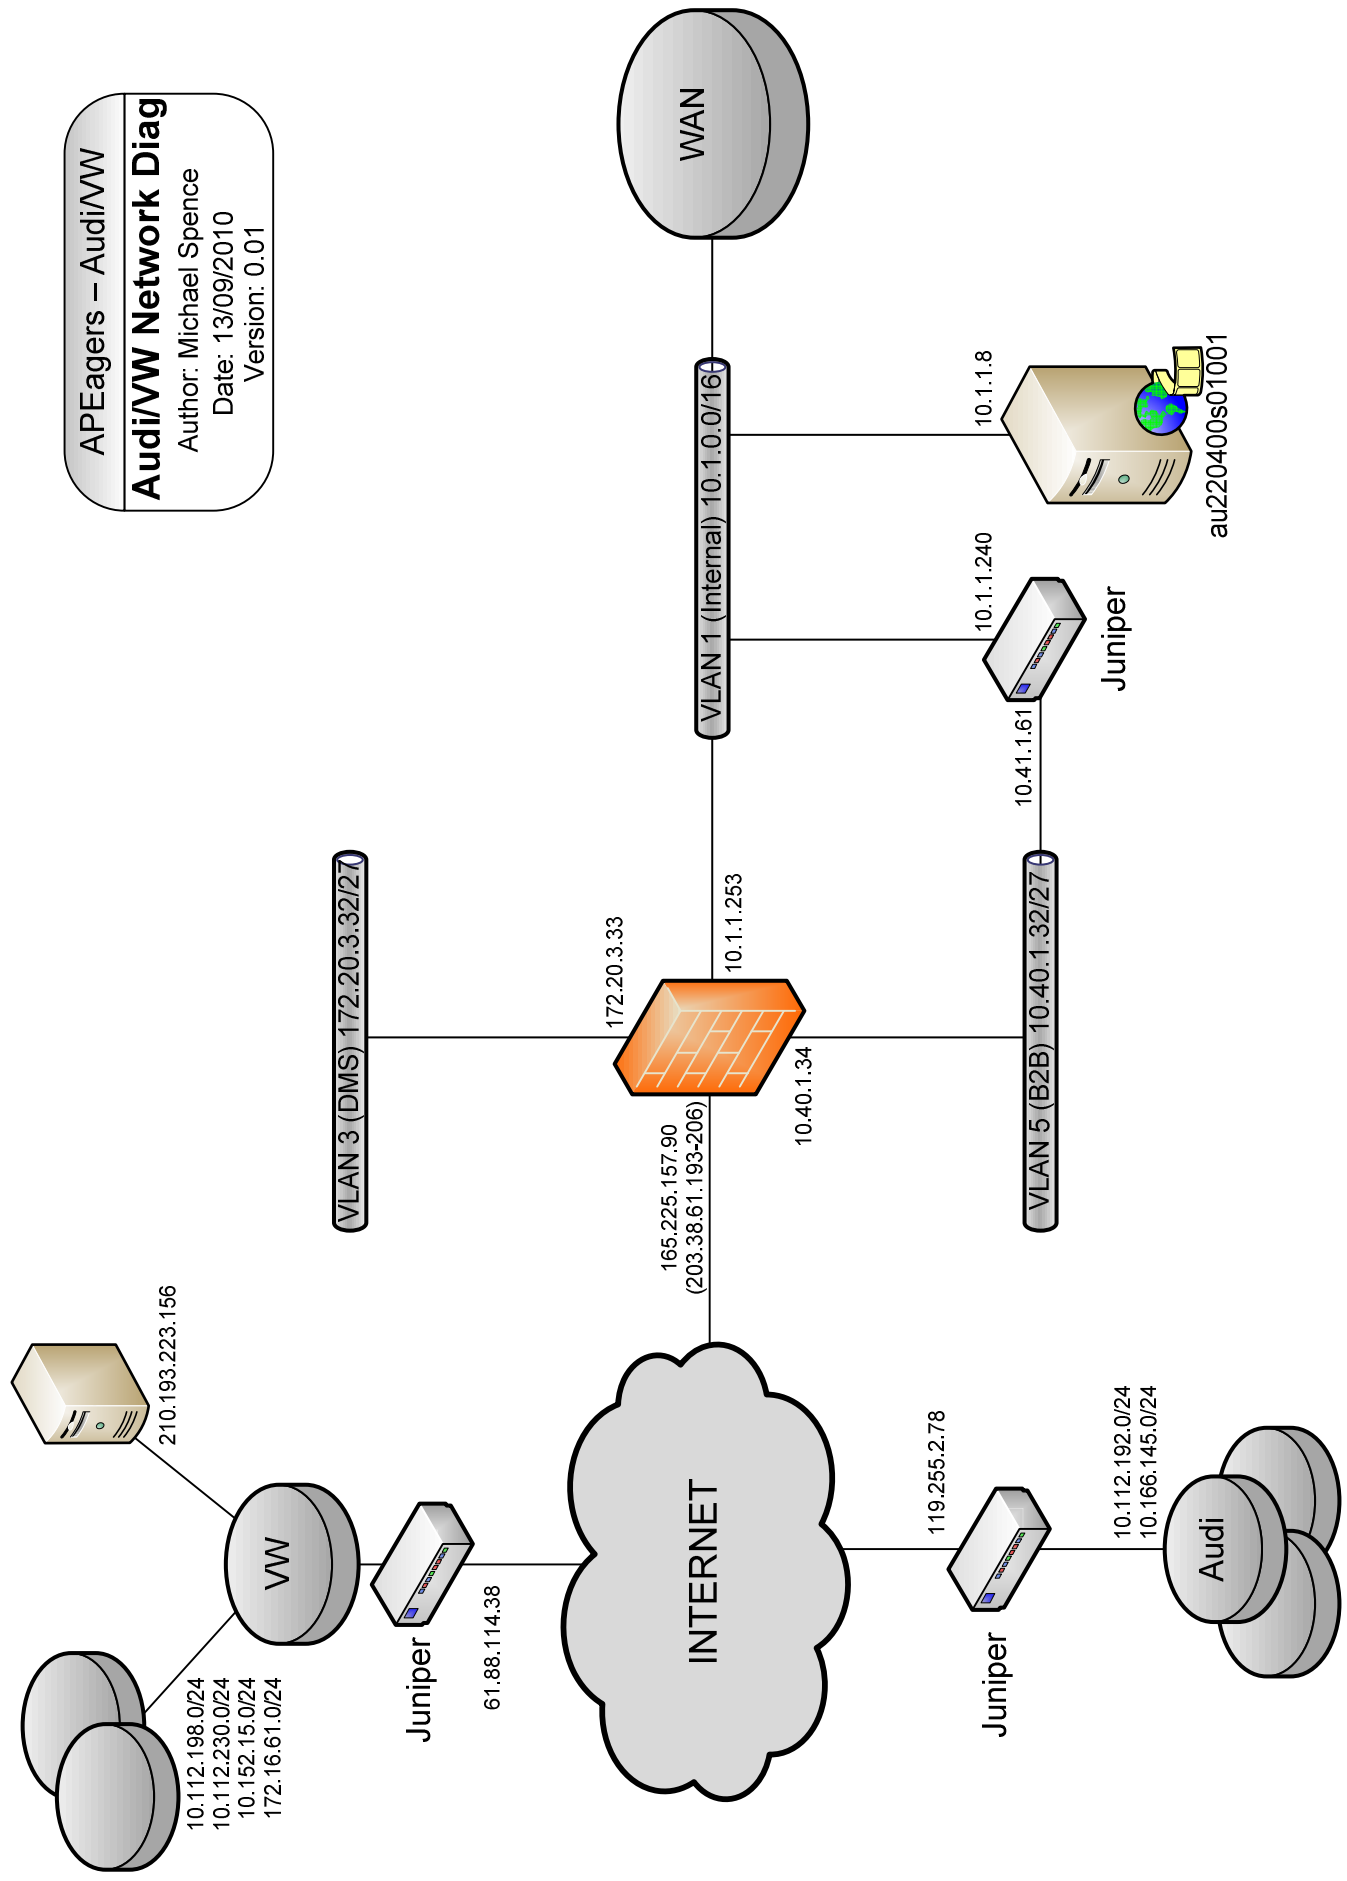 APEagers – Audi/VW
Audi/VW Network Diag
Author: Michael Spence
Date: 13/09/2010
Version: 0.01
10.112.198.0/24
10.112.230.0/24
10.152.15.0/24
172.16.61.0/24
VW
210.193.223.156
Juniper
61.88.114.38
VLAN 3 (DMS) 172.20.3.32/27
172.20.3.33
INTERNET
165.225.157.90
(203.38.61.193-206)
10.1.1.253
VLAN 1 (Internal) 10.1.0.0/16
WAN
10.40.1.34
Juniper
119.255.2.78
VLAN 5 (B2B) 10.40.1.32/27
10.41.1.61
10.1.1.240
Juniper
10.1.1.8
au220400s01001
10.112.192.0/24
10.166.145.0/24
Audi